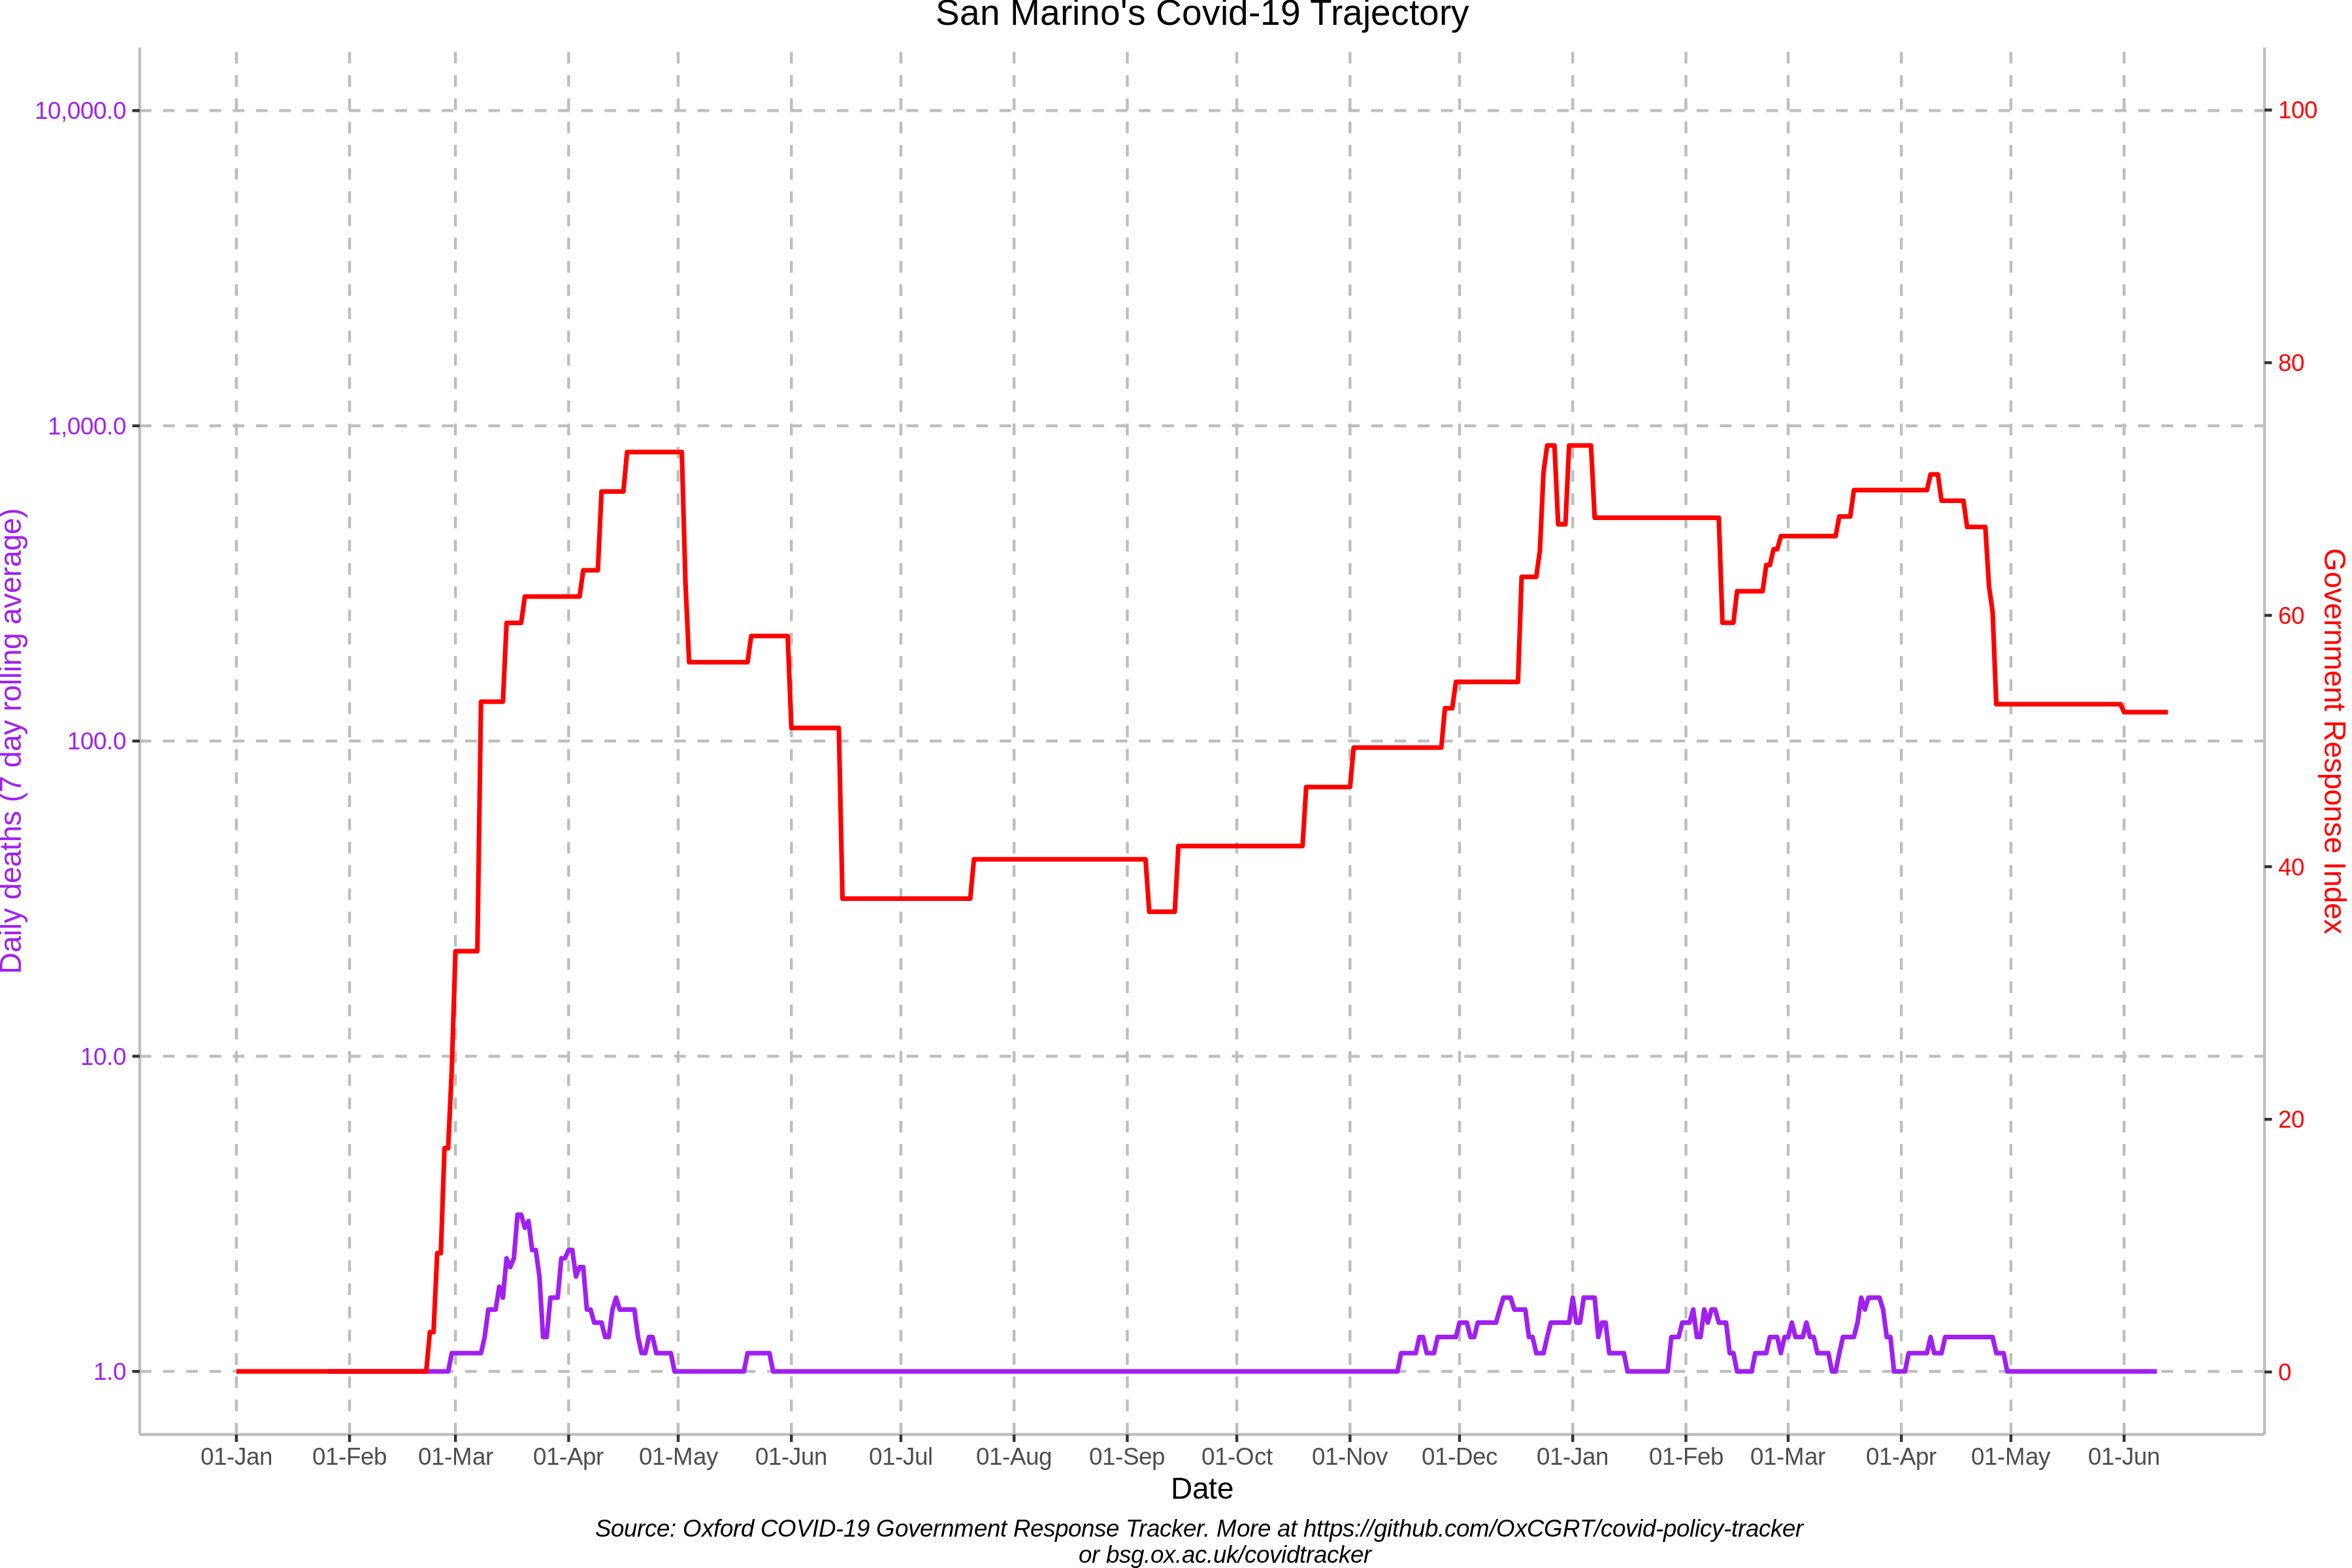 San Marino's Covid-19 Trajectory
10,000.0
1,000.0
100.0
10.0
1.0
Daily deaths (7 day rolling average)
100
80
60
40
20
0
Government Response Index
01-Jan 01-Feb 01-Mar 01-Apr 01-May 01-Jun 01-Jul 01-Aug 01-Sep 01-Oct 01-Nov 01-Dec 01-Jan 01-Feb 01-Mar 01-Apr 01-May 01-Jun
Date
Source: Oxford COVID-19 Government Response Tracker. More at https://github.com/OxCGRT/covid-policy-tracker
or bsg.ox.ac.uk/covidtracker